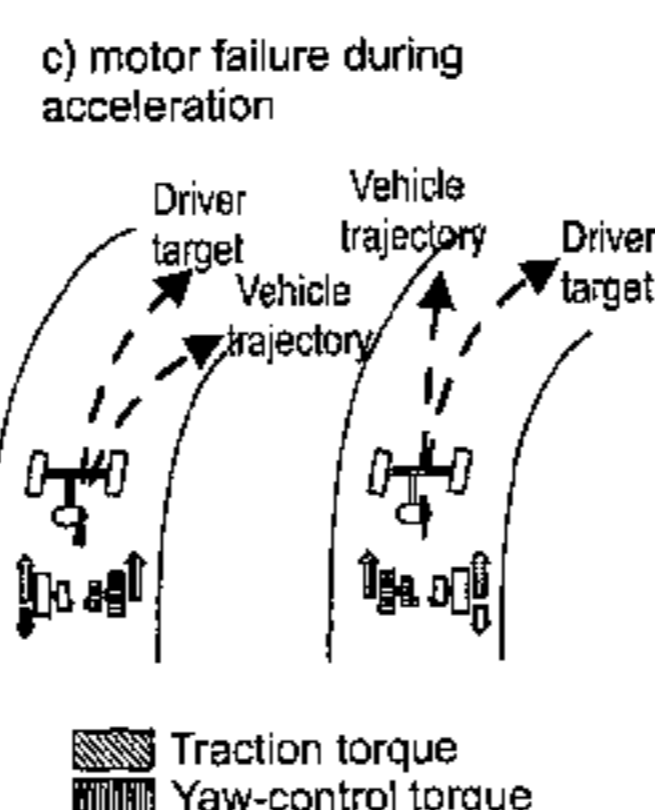 c) motor failure during
acceleration
Driver
target
Vehicle
trajectory
Vehicle
trajectory
Driver
target
Traction torque
Yaw-control torque